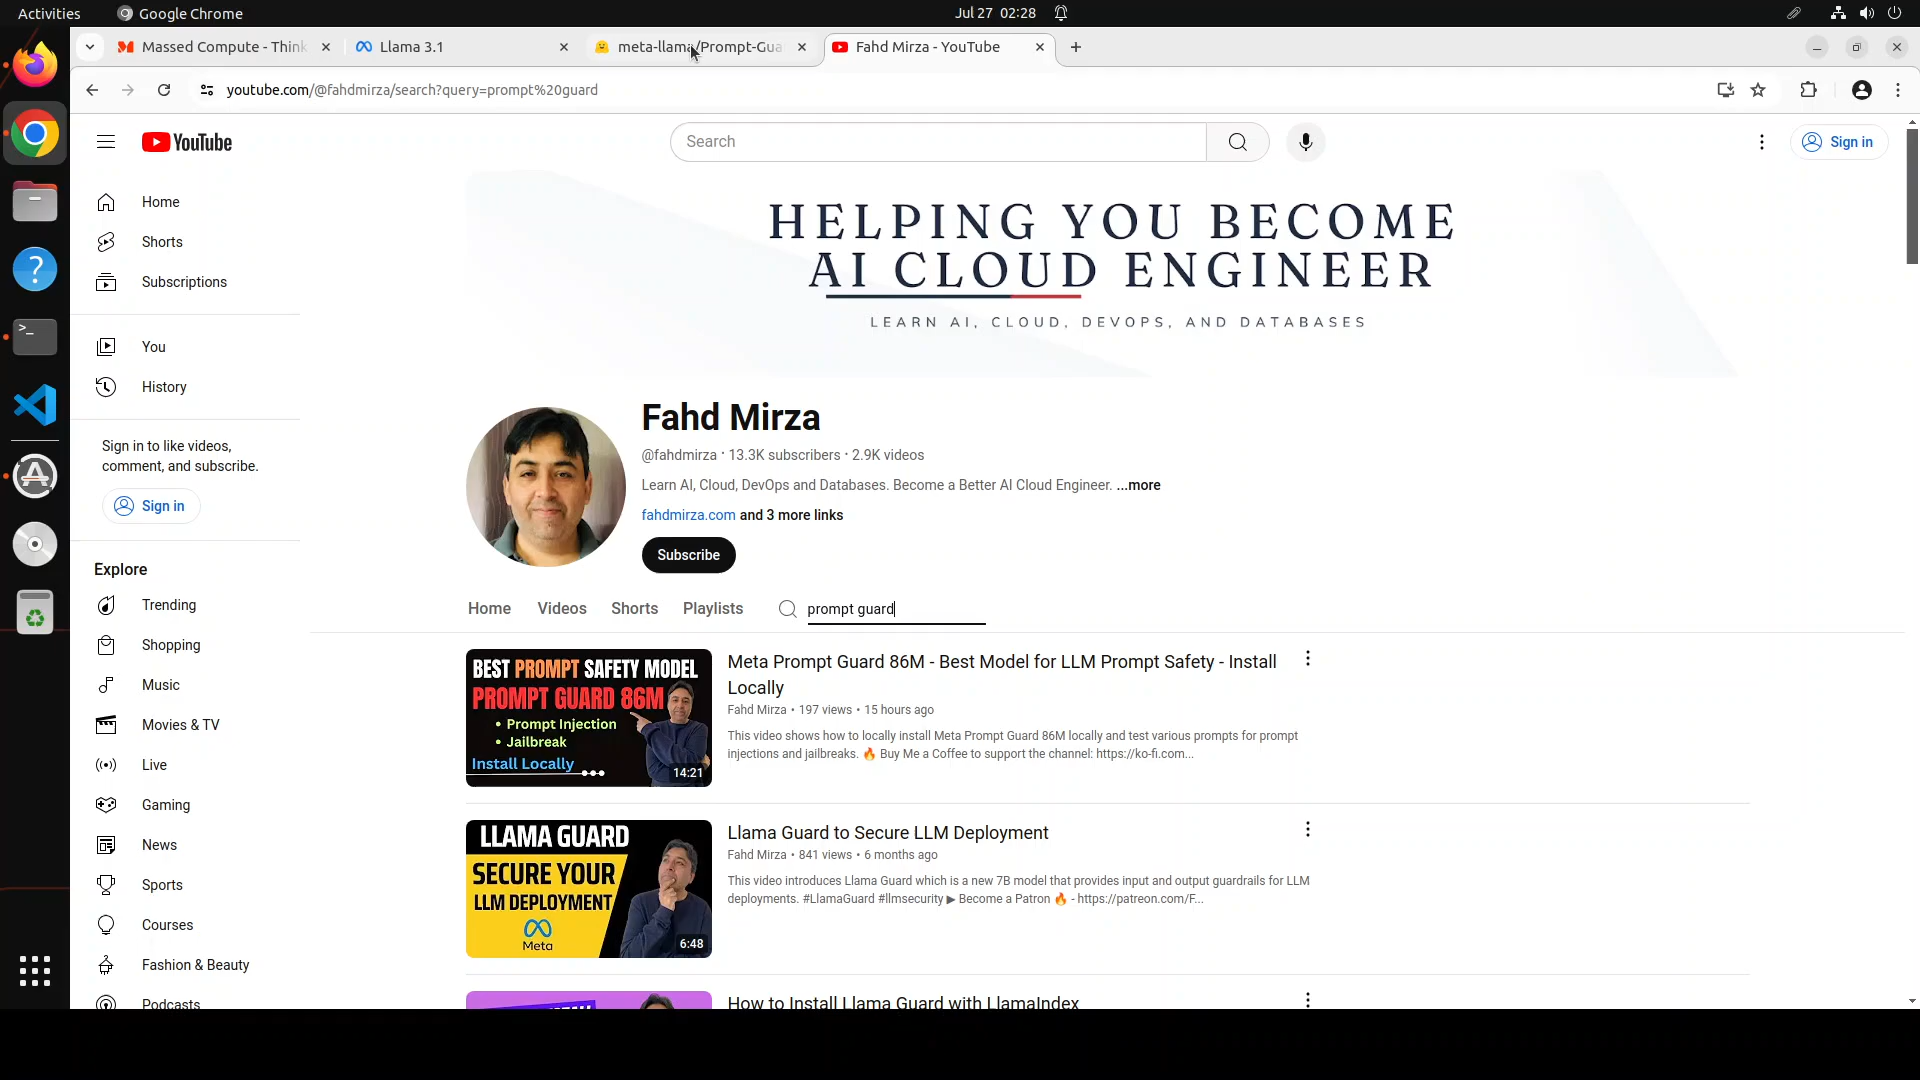 Activities
Google Chrome
Jul 27 02:28
Massed Compute - Think
Llama 3.1
meta-llama/Prompt-Gua
Fahd Mirza - YouTube
youtube.com/@fahdmirza/search?query=prompt%20guard
YouTube
Search
Sign in
Home
Shorts
Subscriptions
You
History
Sign in to like videos,
comment, and subscribe.
Sign in
Explore
Trending
Shopping
Music
Movies & TV
Live
Gaming
News
Sports
Courses
Fashion & Beauty
Podcasts
HELPING YOU BECOME
AI CLOUD ENGINEER
LEARN AI, CLOUD, DEVOPS, AND DATABASES
Fahd Mirza
@fahdmirza • 13.3K subscribers • 2.9K videos
Learn AI, Cloud, DevOps and Databases. Become a Better AI Cloud Engineer. ...more
fahdmirza.com and 3 more links
Subscribe
Home Videos Shorts Playlists prompt guard
BEST PROMPT SAFETY MODEL
PROMPT GUARD 86M
• Prompt Injection
• Jailbreak
Install Locally
14:21
Meta Prompt Guard 86M - Best Model for LLM Prompt Safety - Install
Locally
Fahd Mirza • 197 views • 15 hours ago
This video shows how to locally install Meta Prompt Guard 86M locally and test various prompts for prompt
injections and jailbreaks. 🔥 Buy Me a Coffee to support the channel: https://ko-fi.com...
LLAMA GUARD
SECURE YOUR
LLM DEPLOYMENT
Meta
6:48
Llama Guard to Secure LLM Deployment
Fahd Mirza • 841 views • 6 months ago
This video introduces Llama Guard which is a new 7B model that provides input and output guardrails for LLM
deployments. #LlamaGuard #llmsecurity ▶ Become a Patron 🔥 - https://patreon.com/F...
How to Install Llama Guard with LlamaIndex